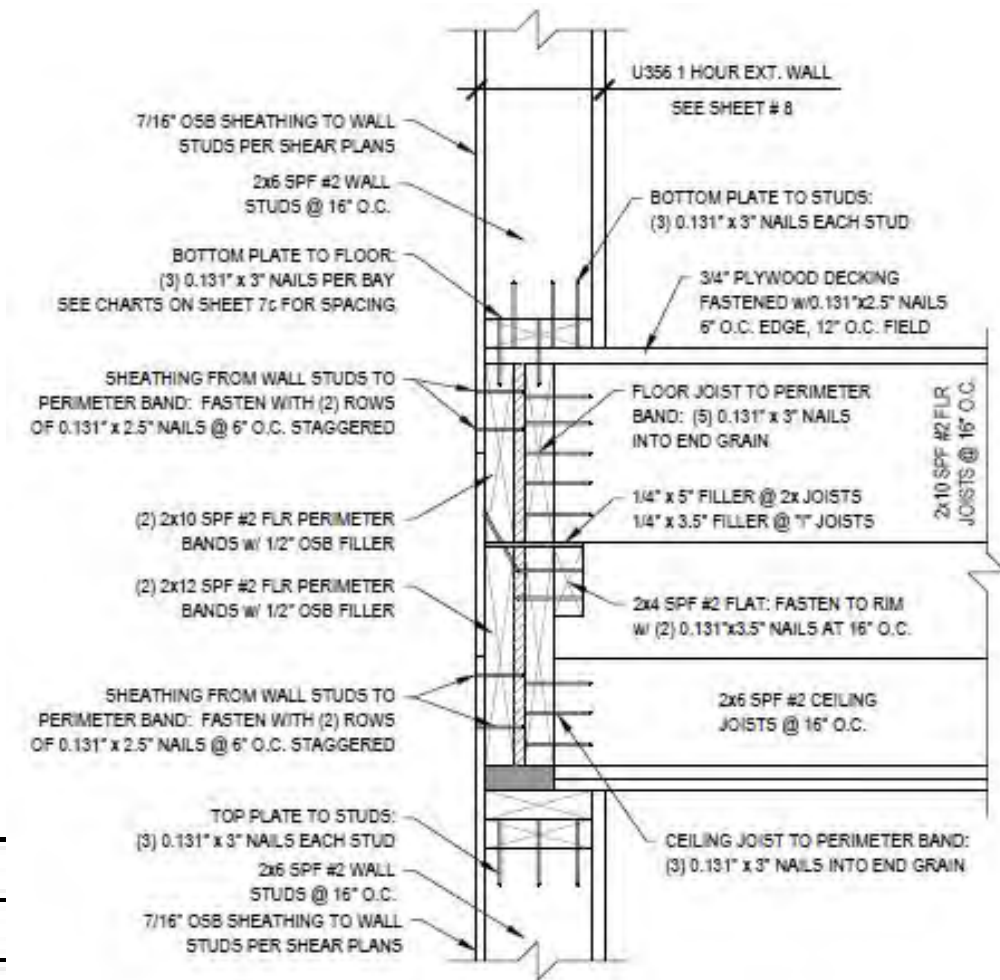 U356 1 HOUR EXT. WALL
SEE SHEET # 8
7/16" OSB SHEATHING TO WALL
STUDS PER SHEAR PLANS
2x6 SPF #2 WALL
STUDS @ 16" O.C.
BOTTOM PLATE TO STUDS:
(3) 0.131" x 3" NAILS EACH STUD
BOTTOM PLATE TO FLOOR:
(3) 0.131" x 3" NAILS PER BAY
SEE CHARTS ON SHEET 7c FOR SPACING
3/4" PLYWOOD DECKING
FASTENED w/0.131"x2.5" NAILS
6" O.C. EDGE, 12" O.C. FIELD
SHEATHING FROM WALL STUDS TO
PERIMETER BAND: FASTEN WITH (2) ROWS
OF 0.131" x 2.5" NAILS @ 6" O.C. STAGGERED
FLOOR JOIST TO PERIMETER
BAND: (5) 0.131" x 3" NAILS
INTO END GRAIN
2x10 SPF #2 FLR
JOISTS @ 16" O.C.
1/4" x 5" FILLER @ 2x JOISTS
1/4" x 3.5" FILLER @ "I" JOISTS
(2) 2x10 SPF #2 FLR PERIMETER
BANDS w/ 1/2" OSB FILLER
(2) 2x12 SPF #2 FLR PERIMETER
BANDS w/ 1/2" OSB FILLER
2x4 SPF #2 FLAT: FASTEN TO RIM
w/ (2) 0.131"x3.5" NAILS AT 16" O.C.
SHEATHING FROM WALL STUDS TO
PERIMETER BAND: FASTEN WITH (2) ROWS
OF 0.131" x 2.5" NAILS @ 6" O.C. STAGGERED
2x6 SPF #2 CEILING
JOISTS @ 16" O.C.
TOP PLATE TO STUDS:
(3) 0.131" x 3" NAILS EACH STUD
2x6 SPF #2 WALL
STUDS @ 16" O.C.
7/16" OSB SHEATHING TO WALL
STUDS PER SHEAR PLANS
CEILING JOIST TO PERIMETER BAND:
(3) 0.131" x 3" NAILS INTO END GRAIN